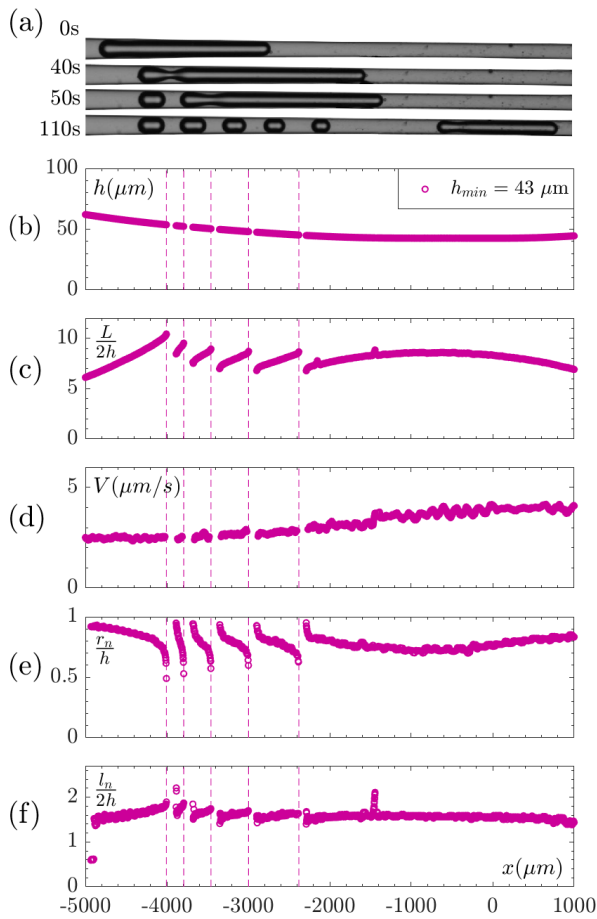 (a)
0s
40s
50s
110s
(b)
h(μm)
h_min = 43 μm
100
50
0
(c)
L/2h
10
5
0
(d)
V(μm/s)
5
0
(e)
r_n/h
1
0.5
0
(f)
l_n/2h
2
1
0
-5000 -4000 -3000 -2000 -1000 0 1000
x(μm)